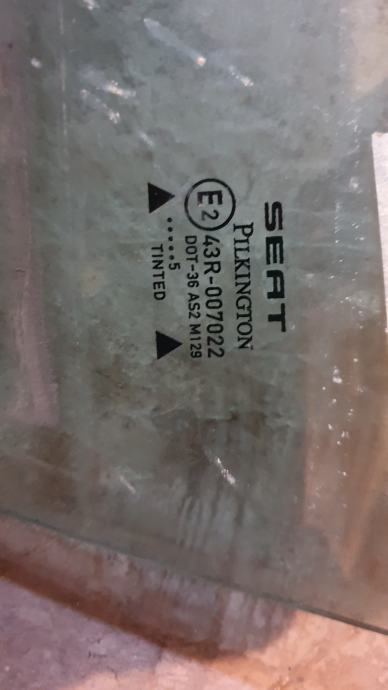 SEAT
PILKINGTON
E2 43R-007022
DOT-36 AS2 M129
.....5
TINTED